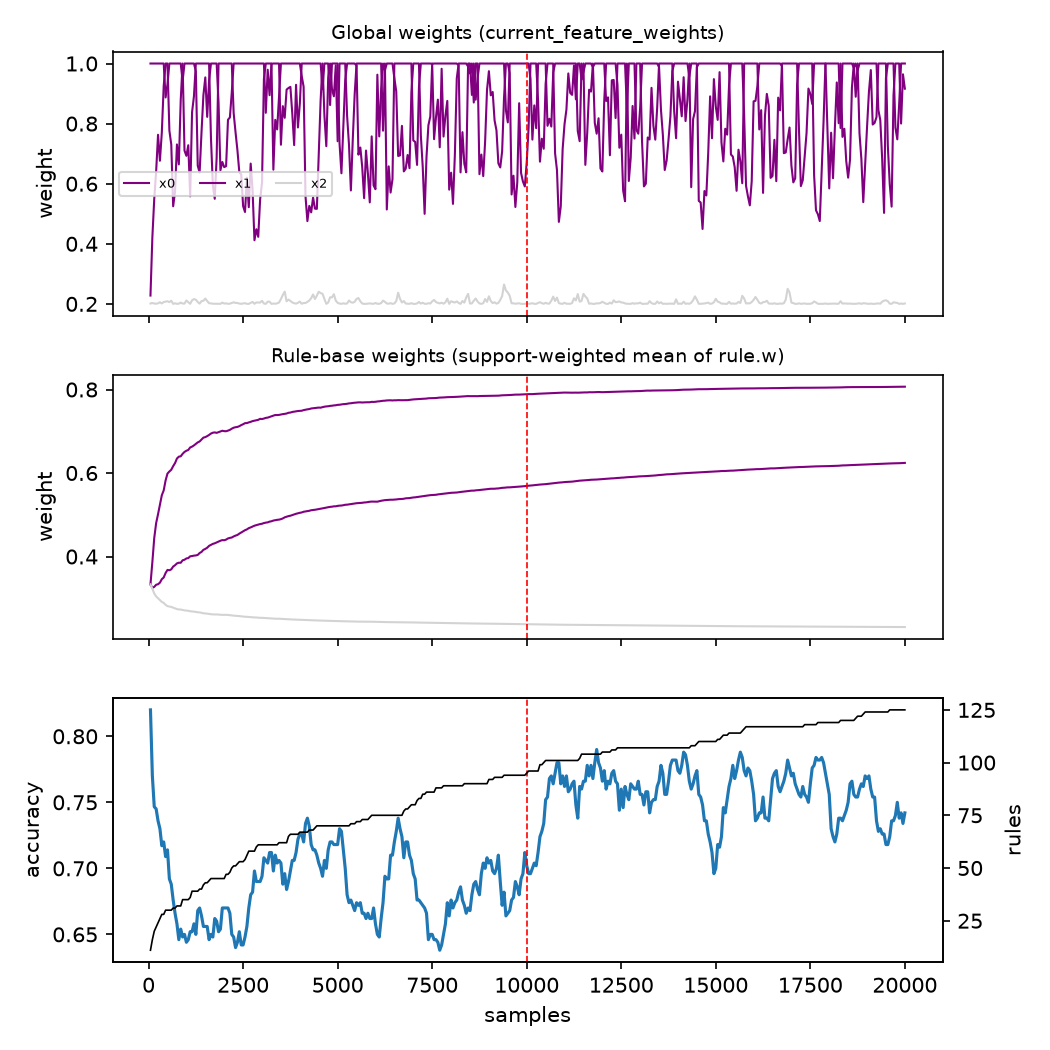 Global weights (current_feature_weights)
1.0
0.8
0.6
0.4
0.2
weight
x0 x1 x2
Rule-base weights (support-weighted mean of rule.w)
0.8
0.6
0.4
weight
0.80
0.75
0.70
0.65
accuracy
125
100
75
50
25
rules
0 2500 5000 7500 10000 12500 15000 17500 20000
samples